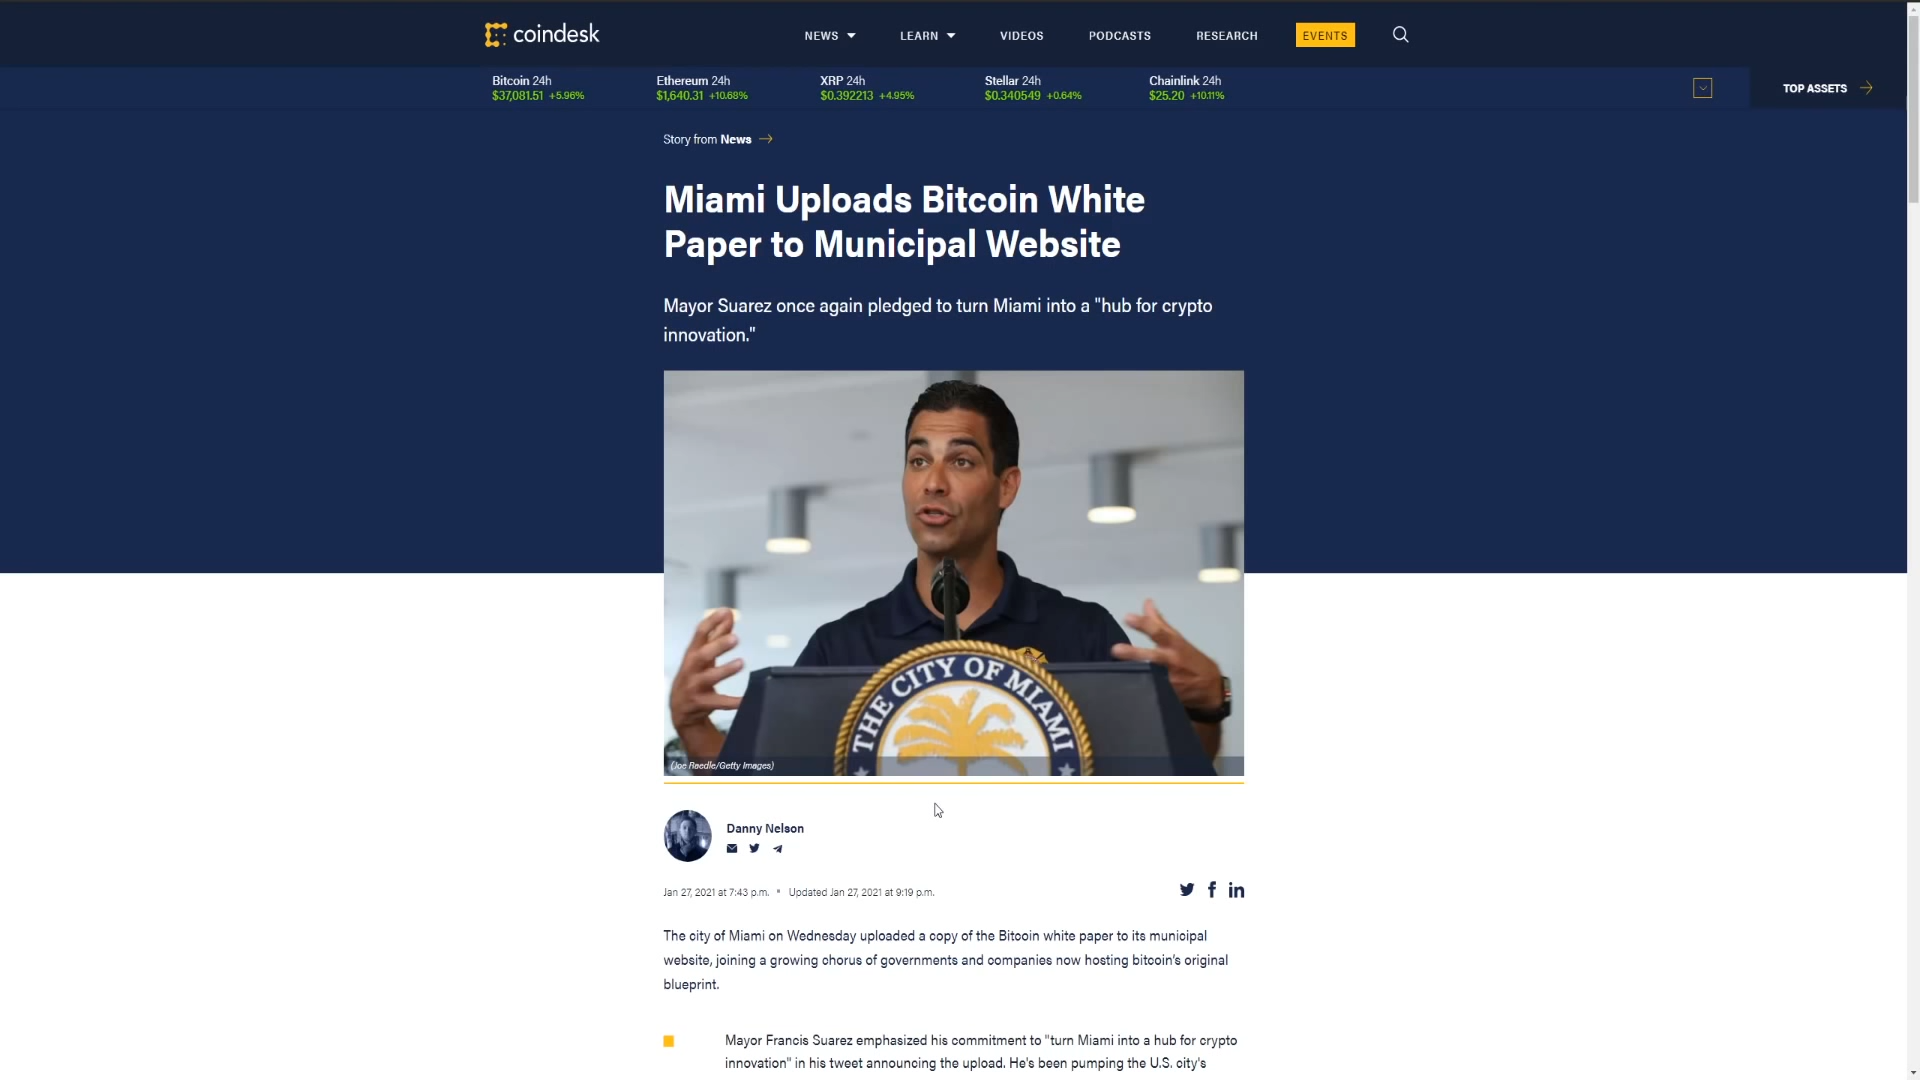 coindesk
NEWS LEARN VIDEOS PODCASTS RESEARCH EVENTS
Bitcoin 24h Ethereum 24h XRP 24h Stellar 24h Chainlink 24h
$37,081.51 +5.96% $1,640.31 +10.68% $0.392213 +4.95% $0.340549 +0.64% $25.20 +10.11%
TOP ASSETS
Story from News
Miami Uploads Bitcoin White
Paper to Municipal Website
Mayor Suarez once again pledged to turn Miami into a "hub for crypto
innovation."
THE CITY OF MIAMI
(Joe Raedle/Getty Images)
Danny Nelson
Jan 27, 2021 at 7:43 p.m. Updated Jan 27, 2021 at 9:19 p.m.
The city of Miami on Wednesday uploaded a copy of the Bitcoin white paper to its municipal
website, joining a growing chorus of governments and companies now hosting bitcoin's original
blueprint.
Mayor Francis Suarez emphasized his commitment to "turn Miami into a hub for crypto
innovation" in his tweet announcing the upload. He's been pumping the U.S. city's